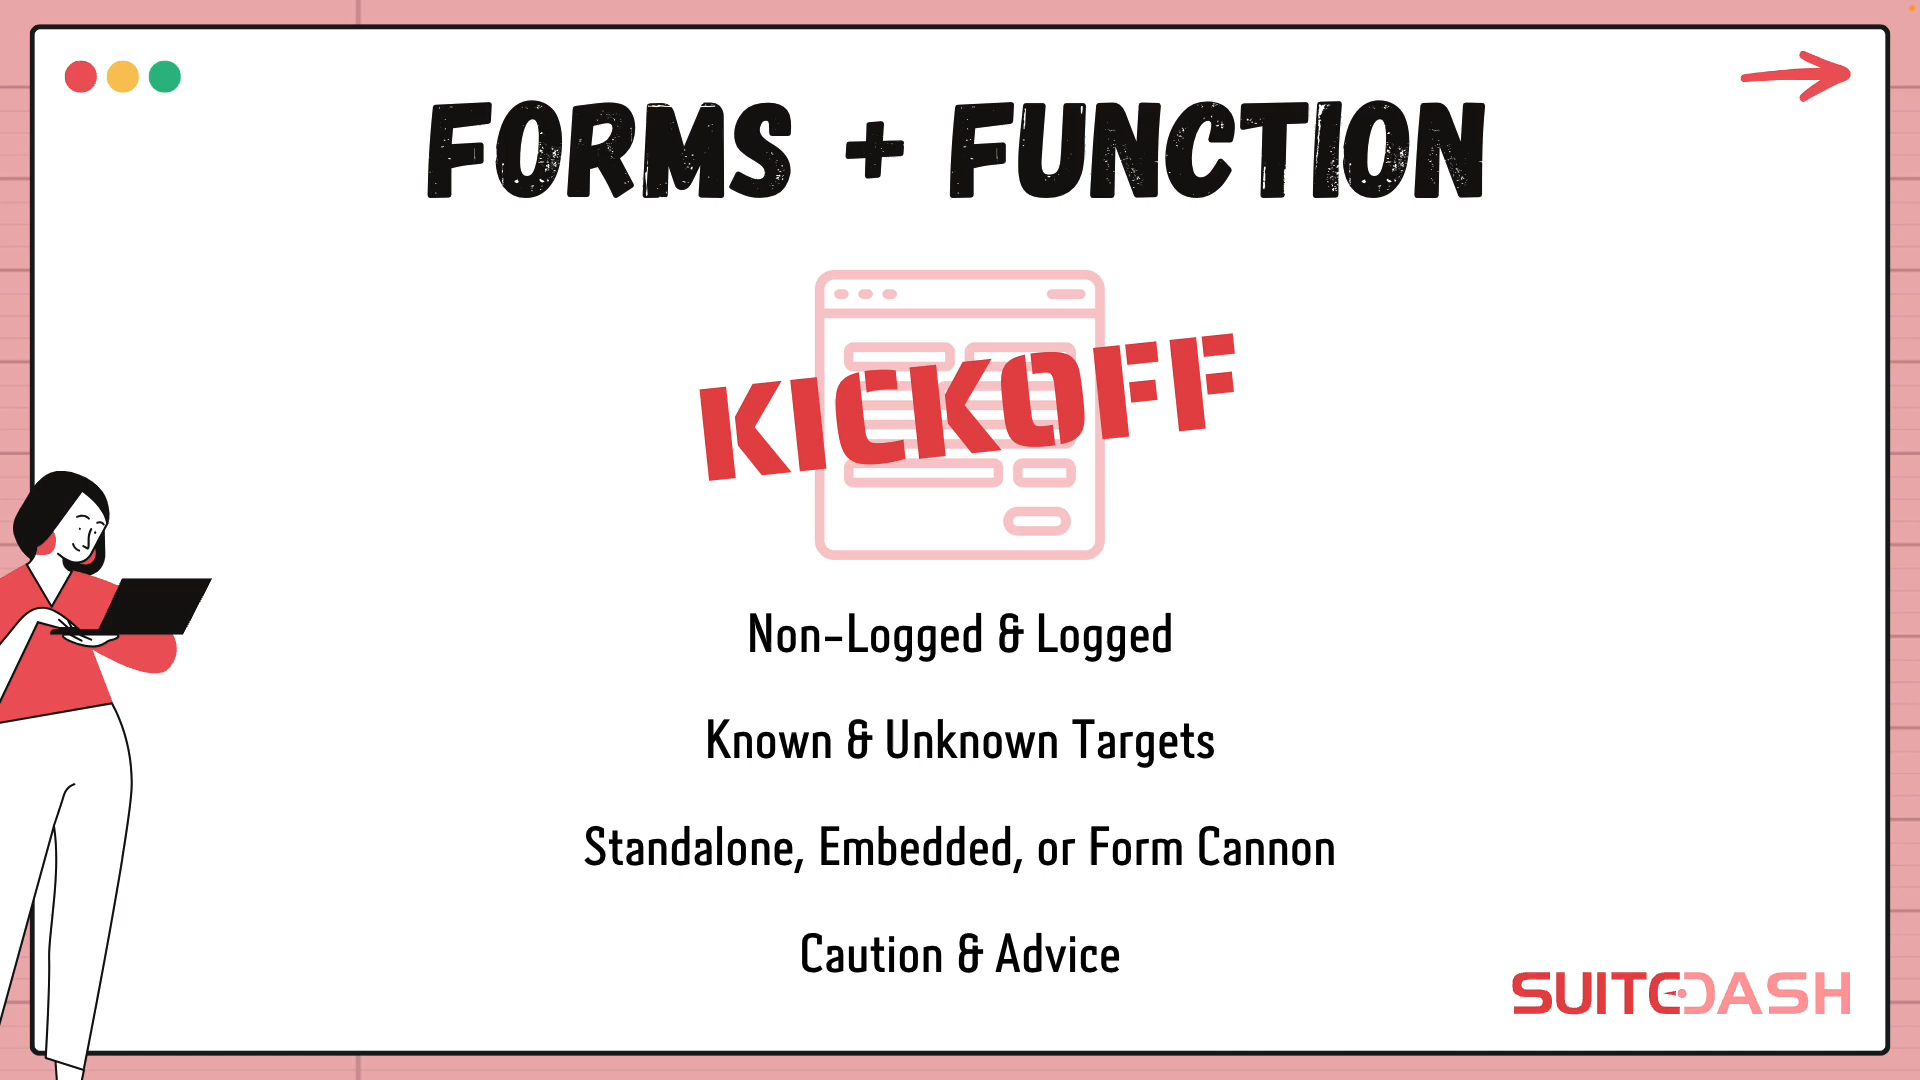 FORMS + FUNCTION
KICKOFF
Non-Logged & Logged
Known & Unknown Targets
Standalone, Embedded, or Form Cannon
Caution & Advice
SUITEDASH